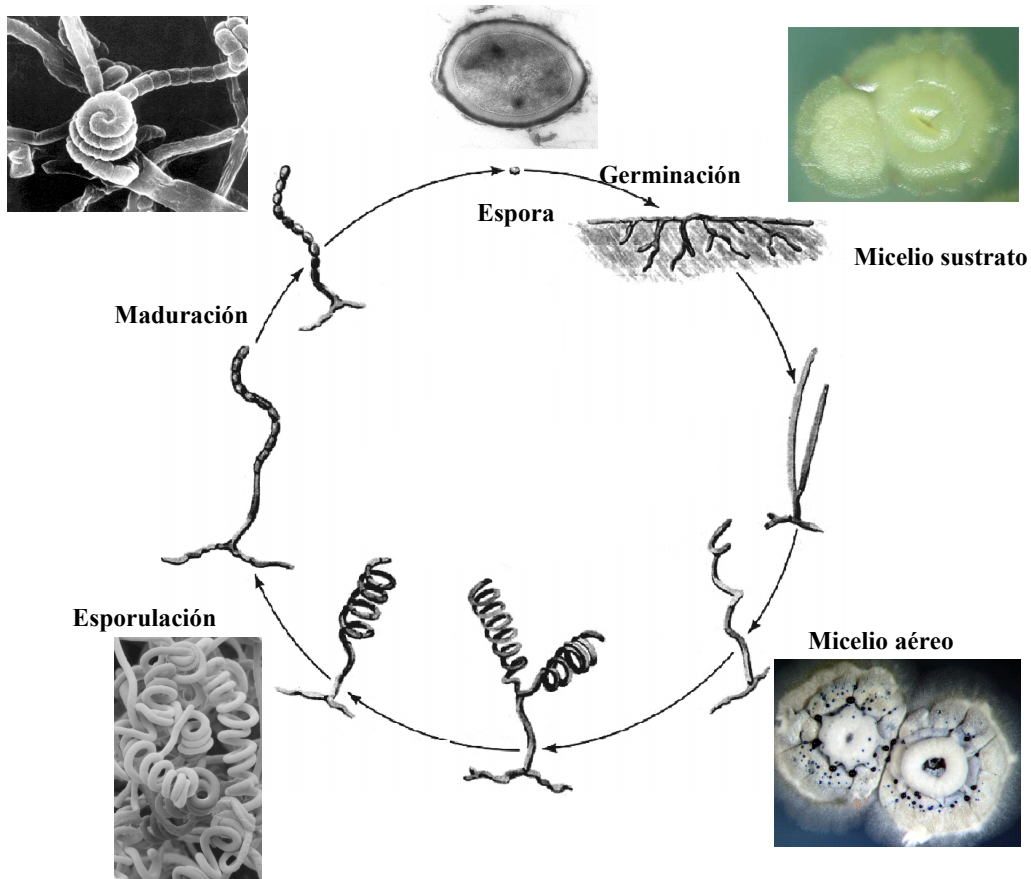 Germinación
Espora
Micelio sustrato
Maduración
Esporulación
Micelio aéreo